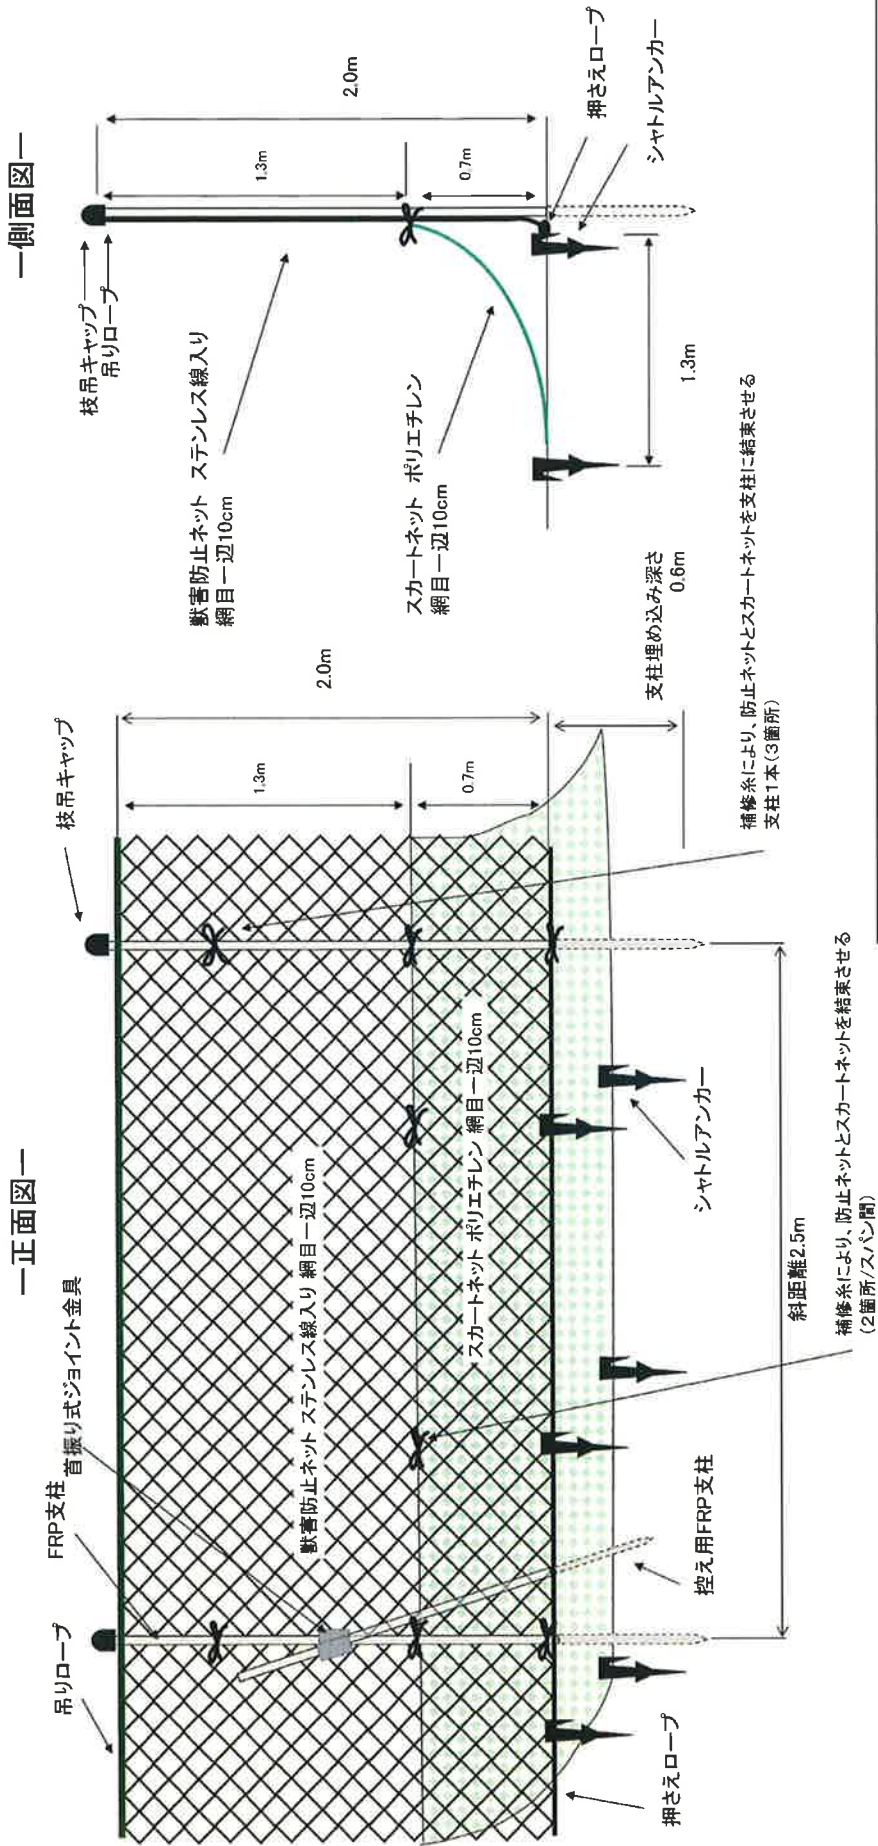 ー正面図ー
吊りロープ
FRP支柱
首振り式ジョイント金具
枝吊キャップ
獣害防止ネット ステンレス線入り 網目一辺10cm
スカートネット ポリエチレン 網目一辺10cm
2.0m
1.3m
0.7m
支柱埋め込み深さ
0.6m
押さえロープ
控え用FRP支柱
シャトルアンカー
斜距離2.5m
補修糸により、防止ネットとスカートネットを結束させる
(2箇所/スパン間)
補修糸により、防止ネットとスカートネットを支柱に結束させる
支柱1本(3箇所)
ー側面図ー
枝吊キャップ
吊りロープ
獣害防止ネット ステンレス線入り
網目一辺10cm
スカートネット ポリエチレン
網目一辺10cm
2.0m
1.3m
0.7m
1.3m
押さえロープ
シャトルアンカー